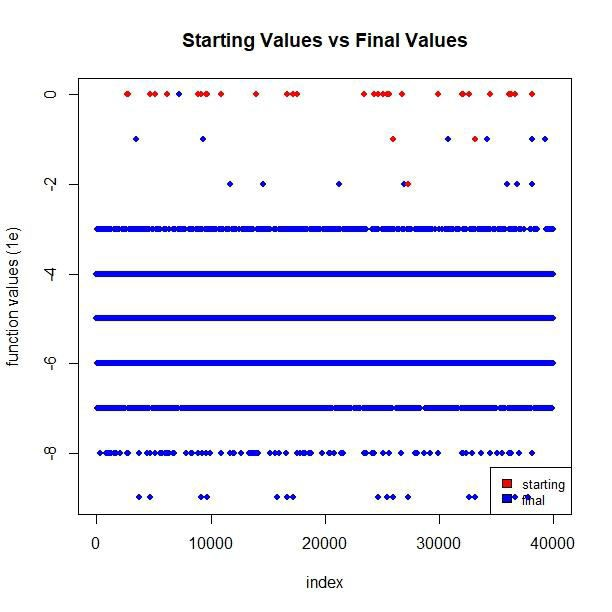 Starting Values vs Final Values
0
-2
-4
-6
-8
function values (1e)
starting
final
0
10000
20000
30000
40000
index